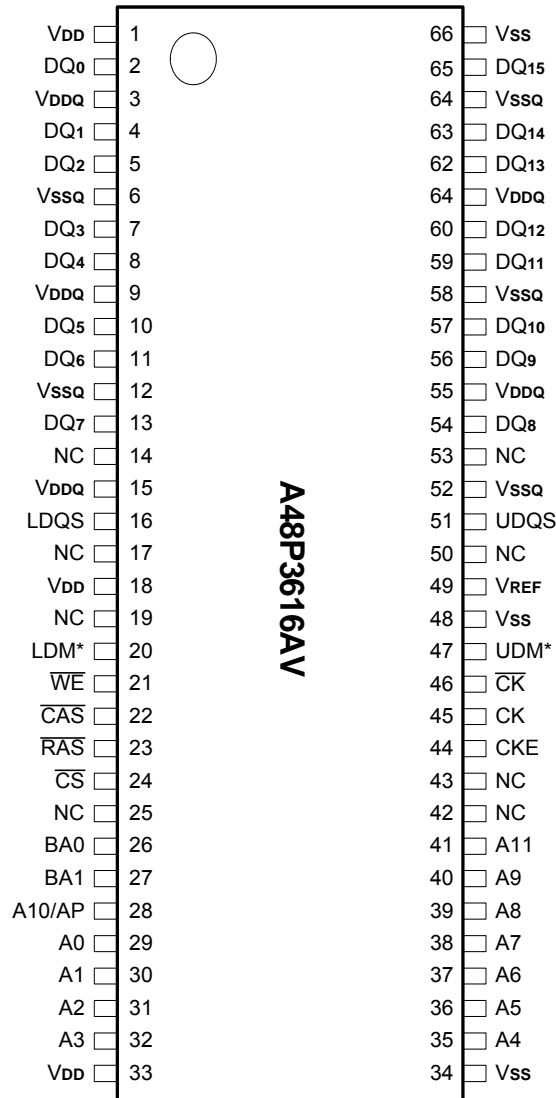 VDD 1 66 VSS
DQ0 2 65 DQ15
VDDQ 3 64 VSSQ
DQ1 4 63 DQ14
DQ2 5 62 DQ13
VSSQ 6 64 VDDQ
DQ3 7 60 DQ12
DQ4 8 59 DQ11
VDDQ 9 58 VSSQ
DQ5 10 57 DQ10
DQ6 11 56 DQ9
VSSQ 12 55 VDDQ
DQ7 13 54 DQ8
NC 14 53 NC
VDDQ 15 52 VSSQ
LDQS 16 51 UDQS
NC 17 50 NC
VDD 18 49 VREF
NC 19 48 VSS
LDM* 20 47 UDM*
W̅E̅ 21 46 C̅K̅
C̅A̅S̅ 22 45 CK
R̅A̅S̅ 23 44 CKE
C̅S̅ 24 43 NC
NC 25 42 NC
BA0 26 41 A11
BA1 27 40 A9
A10/AP 28 39 A8
A0 29 38 A7
A1 30 37 A6
A2 31 36 A5
A3 32 35 A4
VDD 33 34 VSS
A48P3616AV